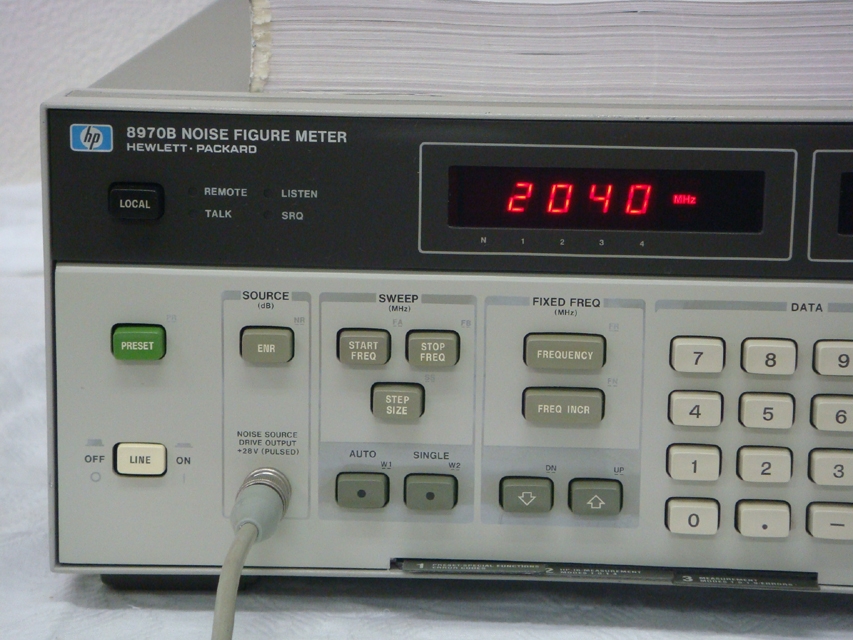 hp
8970B NOISE FIGURE METER
HEWLETT·PACKARD
LOCAL
REMOTE
LISTEN
TALK
SRQ
2040 MHz
N 1 2 3 4
PRESET
OFF
LINE
ON
SOURCE
(dB)
ENR
NOISE SOURCE
DRIVE OUTPUT
+28V (PULSED)
SWEEP
(MHz)
START
FREQ
STOP
FREQ
STEP
SIZE
AUTO
W1
SINGLE
W2
FIXED FREQ
(MHz)
FREQUENCY
FREQ INCR
DN
UP
DATA
7 8 9
4 5 6
1 2 3
0 . −